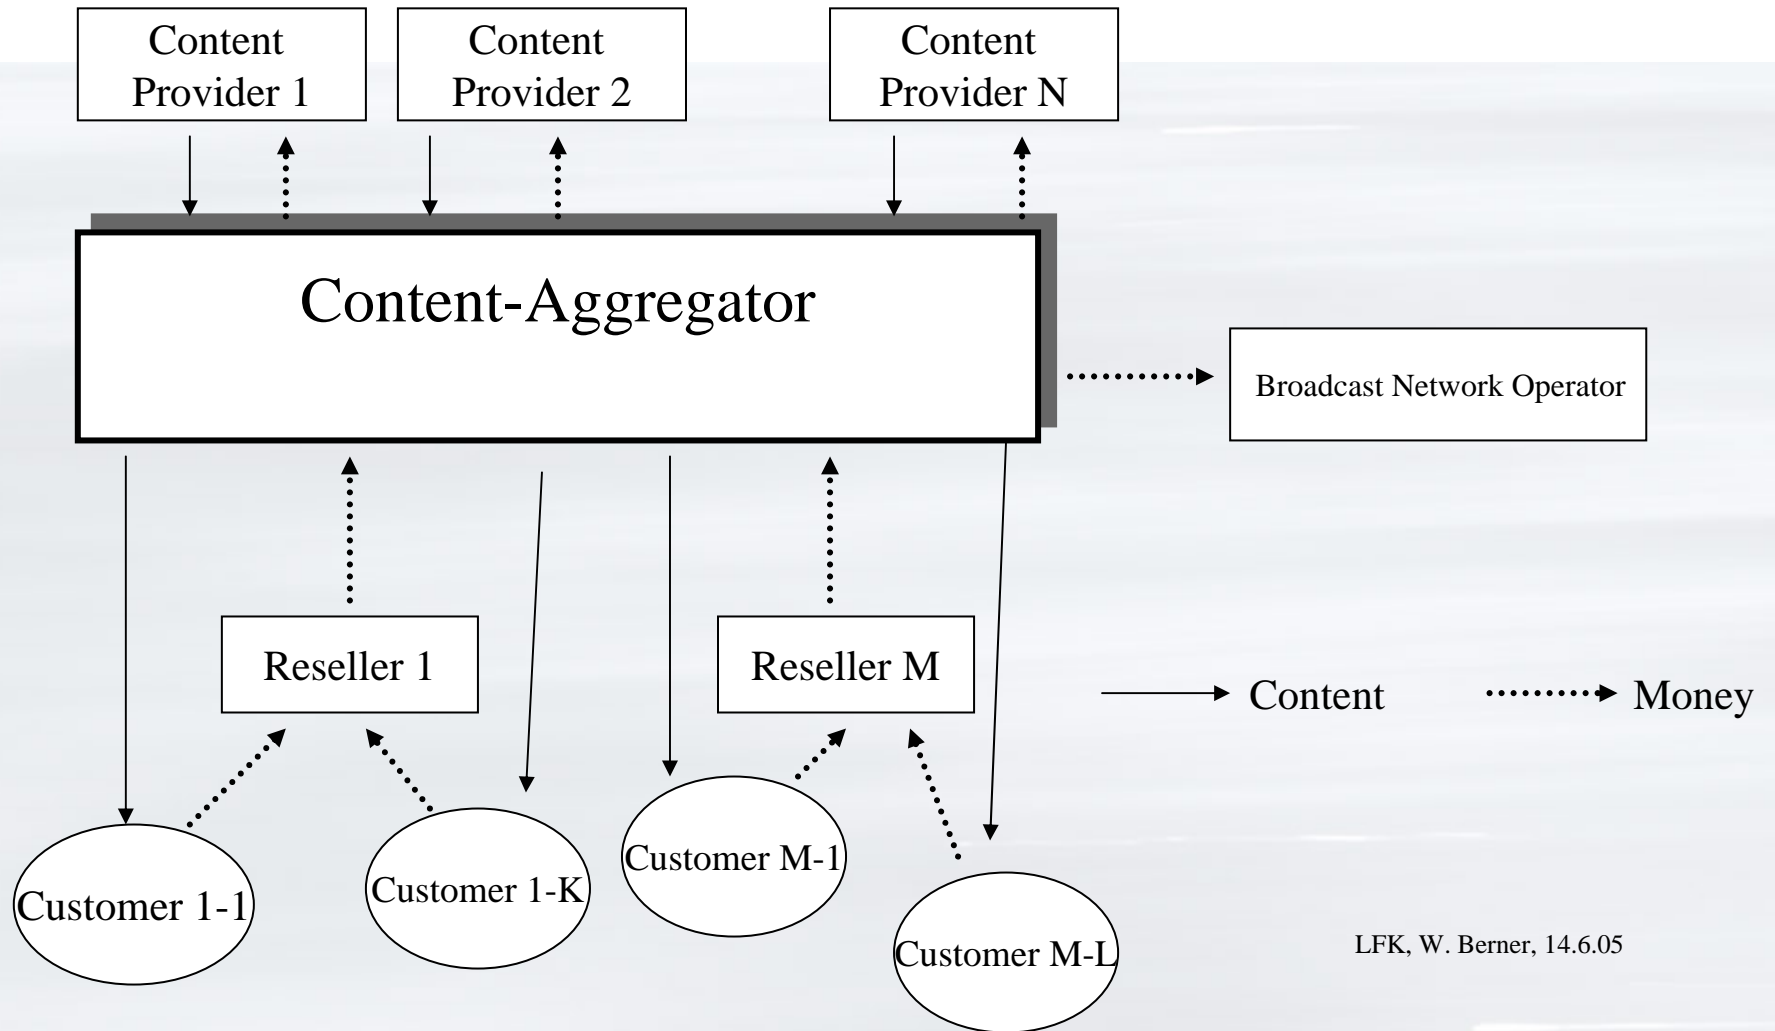 Content
Provider 1
Content
Provider 2
Content
Provider N
Content-Aggregator
Broadcast Network Operator
Reseller 1
Reseller M
Content
Money
Customer 1-1
Customer 1-K
Customer M-1
Customer M-L
LFK, W. Berner, 14.6.05